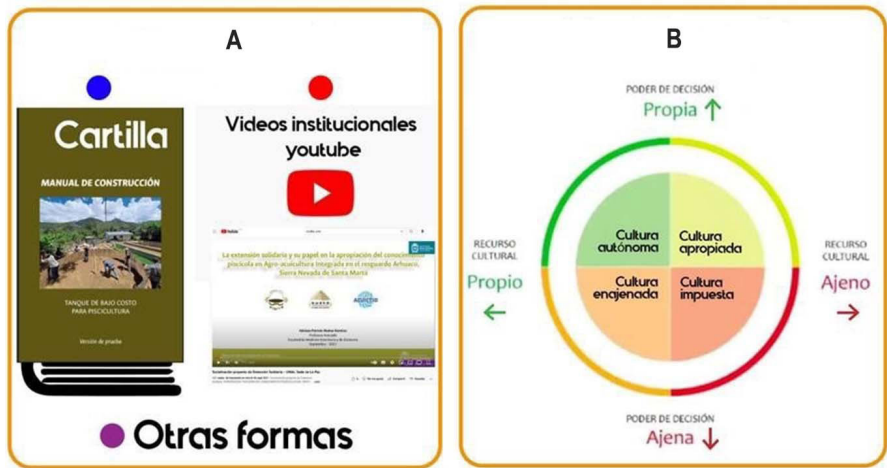 A
Cartilla
MANUAL DE CONSTRUCCIÓN
TANQUE DE BAJO COSTO
PARA PISCICULTURA
Versión de prueba
Videos institucionales
youtube
YouTube
La extensión solidaria y su papel en la apropiación del conocimiento
piscícola en Agro-acuicultura Integrada en el resguardo Arhuaco,
Sierra Nevada de Santa Marta
Otras formas
B
PODER DE DECISIÓN
Propia
RECURSO
CULTURAL
Propio
Cultura
autónoma
Cultura
apropiada
Cultura
enajenada
Cultura
impuesta
RECURSO
CULTURAL
Ajeno
PODER DE DECISIÓN
Ajena